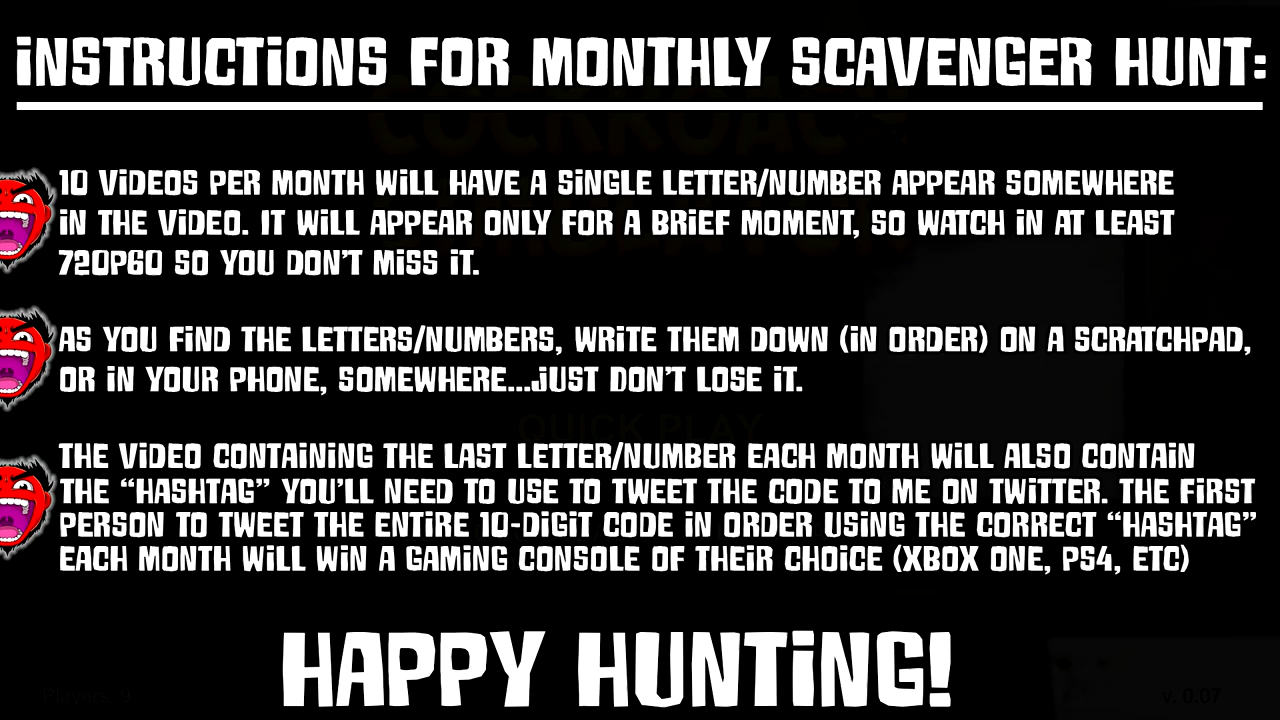 iNSTRUCTiONS FOR MONTHLY SCAVENGER HUNT:
10 ViDEOS PER MONTH WiLL HAVE A SiNGLE LETTER/NUMBER APPEAR SOMEWHERE
iN THE ViDEO. IT WiLL APPEAR ONLY FOR A BRiEF MOMENT, SO WATCH iN AT LEAST
720P60 SO YOU DON'T MiSS iT.
AS YOU FiND THE LETTERS/NUMBERS, WRiTE THEM DOWN (iN ORDER) ON A SCRATCHPAD,
OR iN YOUR PHONE, SOMEWHERE...JUST DON'T LOSE iT.
QUICK PLAY
THE ViDEO CONTAiNiNG THE LAST LETTER/NUMBER EACH MONTH WiLL ALSO CONTAiN
THE “HASHTAG” YOU'LL NEED TO USE TO TWEET THE CODE TO ME ON TWiTTER. THE FiRST
PERSON TO TWEET THE ENTiRE 10-DiGiT CODE iN ORDER USiNG THE CORRECT “HASHTAG”
EACH MONTH WiLL WiN A GAMiNG CONSOLE OF THEiR CHOiCE (XBOX ONE, PS4, ETC)
HAPPY HUNTiNG!
Players: 9
v. 0.07